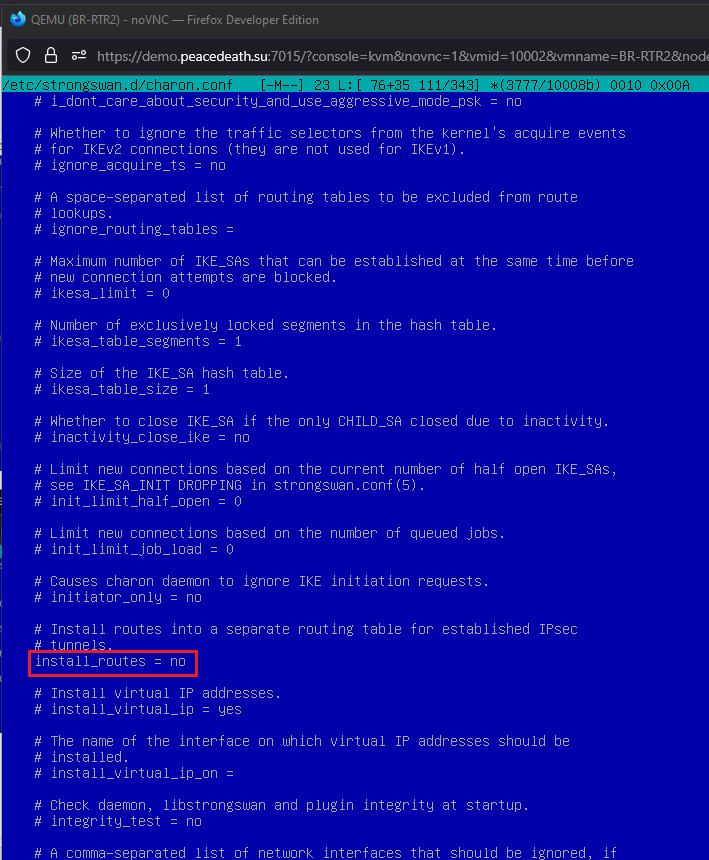 QEMU (BR-RTR2) - noVNC — Firefox Developer Edition
https://demo.peacedeath.su:7015/?console=kvm&novnc=1&vmid=10002&vmname=BR-RTR2&node
/etc/strongswan.d/charon.conf [-M--] 23 L:[ 76+35 111/343] *(3777/10008b) 0010 0x00A
# i_dont_care_about_security_and_use_aggressive_mode_psk = no
# Whether to ignore the traffic selectors from the kernel's acquire events
# for IKEv2 connections (they are not used for IKEv1).
# ignore_acquire_ts = no
# A space-separated list of routing tables to be excluded from route
# lookups.
# ignore_routing_tables =
# Maximum number of IKE_SAs that can be established at the same time before
# new connection attempts are blocked.
# ikesa_limit = 0
# Number of exclusively locked segments in the hash table.
# ikesa_table_segments = 1
# Size of the IKE_SA hash table.
# ikesa_table_size = 1
# Whether to close IKE_SA if the only CHILD_SA closed due to inactivity.
# inactivity_close_ike = no
# Limit new connections based on the current number of half open IKE_SAs,
# see IKE_SA_INIT DROPPING in strongswan.conf(5).
# init_limit_half_open = 0
# Limit new connections based on the number of queued jobs.
# init_limit_job_load = 0
# Causes charon daemon to ignore IKE initiation requests.
# initiator_only = no
# Install routes into a separate routing table for established IPsec
# tunnels.
install_routes = no
# Install virtual IP addresses.
# install_virtual_ip = yes
# The name of the interface on which virtual IP addresses should be
# installed.
# install_virtual_ip_on =
# Check daemon, libstrongswan and plugin integrity at startup.
# integrity_test = no
# A comma-separated list of network interfaces that should be ignored, if